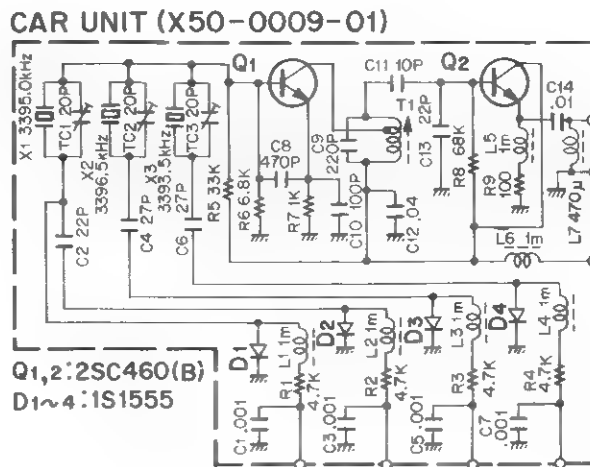 CAR UNIT (X50-0009-01)
X1 3395.0kHz
TC1 20P
X2 3396.5kHz
TC2 20P
X3 3393.5kHz
TC3 20P
Q1
C11 10P
Q2
T1
C14 .01
C8 470P
C9 220P
C13 22P
R8 68K
L5 1m
R9 100
L7 470μ
C2 22P
C4 27P
C6 27P
R5 33K
R6 6.8K
R7 1K
C10 100P
C12 .04
L6 1m
D1
L1 1m
R1 4.7K
D2
L2 1m
R2 4.7K
D3
L3 1m
R3 4.7K
D4
L4 1m
R4 4.7K
Q1,2:2SC460(B)
D1~4:1S1555
C1 .001
C3 .001
C5 .001
C7 .001